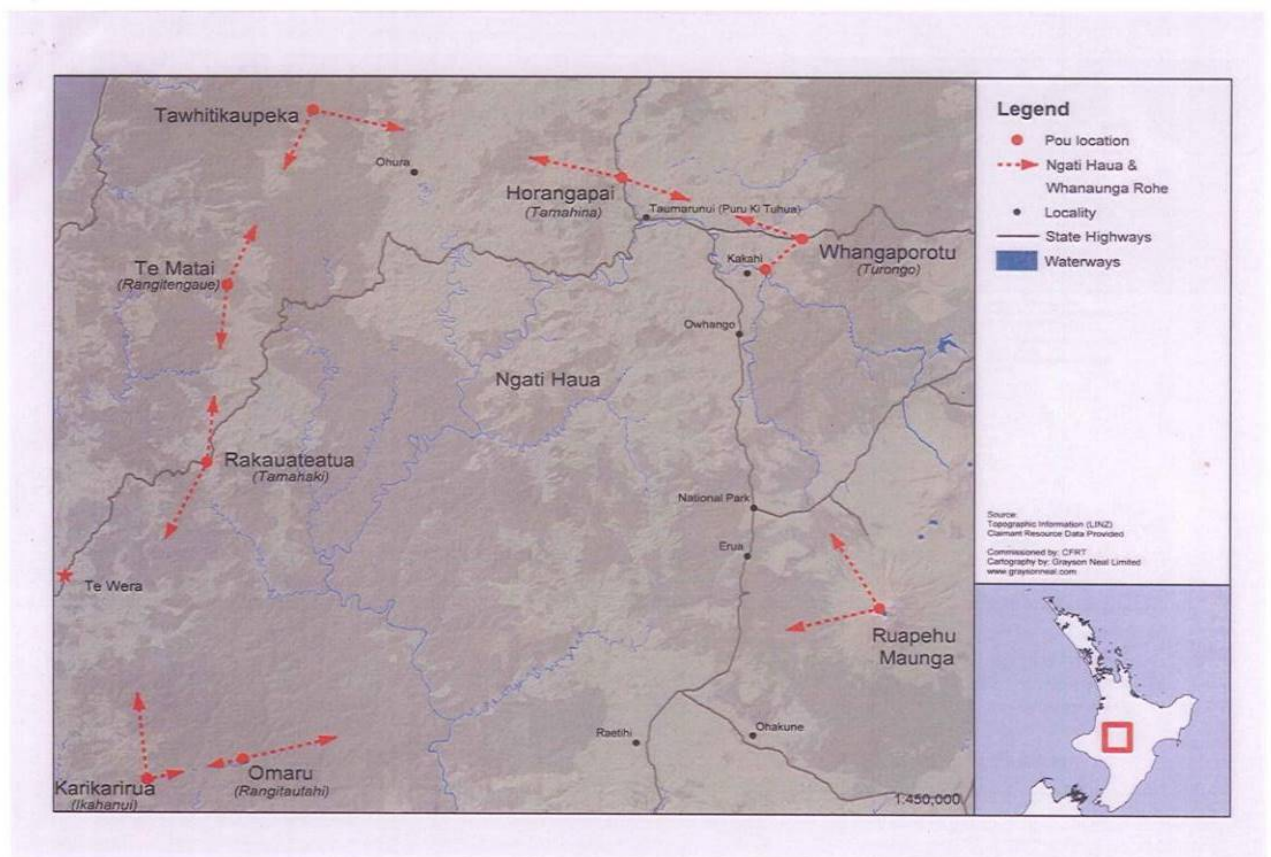 Tawhitikaupeka
Ohura
Horangapai
(Tamahina)
Taumarunui (Puru Ki Tuhua)
Whangaporotu
(Turongo)
Kakahi
Te Matai
(Rangitengaue)
Owhango
Ngati Haua
Rakauateatua
(Tamahaki)
National Park
Erua
Te Wera
Ruapehu
Maunga
Raetihi
Ohakune
Karikarirua
(Ikahanui)
Omaru
(Rangitautahi)
1:450,000
Legend
Pou location
Ngati Haua &
Whanaunga Rohe
Locality
State Highways
Waterways
Source:
Topographic Information (LINZ)
Claimant Resource Data Provided
Commissioned by: CFRT
Cartography by: Grayson Neal Limited
www.graysonneal.com